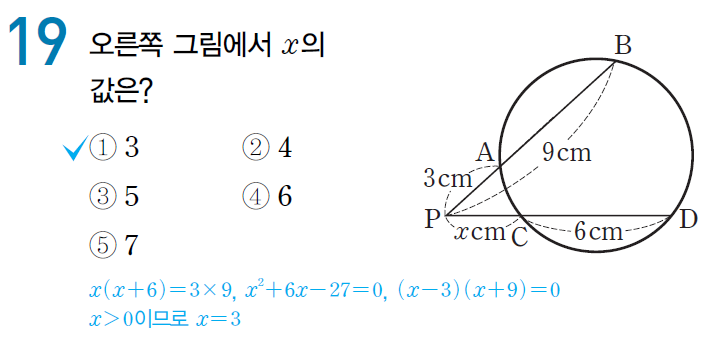 19 오른쪽 그림에서 x의
값은?
① 3 ② 4
③ 5 ④ 6
⑤ 7
x(x+6)=3×9, x²+6x-27=0, (x-3)(x+9)=0
x>0이므로 x=3
B
A
9cm
3cm
P
D
xcm
C
6cm